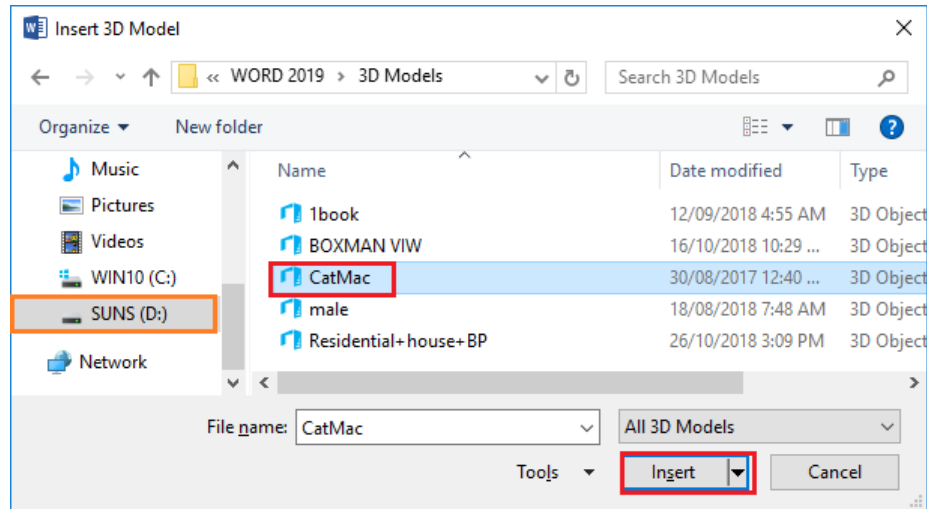 Insert 3D Model
« WORD 2019 > 3D Models Search 3D Models
Organize New folder
Music
Pictures
Videos
WIN10 (C:)
SUNS (D:)
Network
Name Date modified Type
1book 12/09/2018 4:55 AM 3D Object
BOXMAN VIW 16/10/2018 10:29 ... 3D Object
CatMac 30/08/2017 12:40 ... 3D Object
male 18/08/2018 7:48 AM 3D Object
Residential+house+BP 26/10/2018 3:09 PM 3D Object
File name: CatMac All 3D Models
Tools Insert Cancel